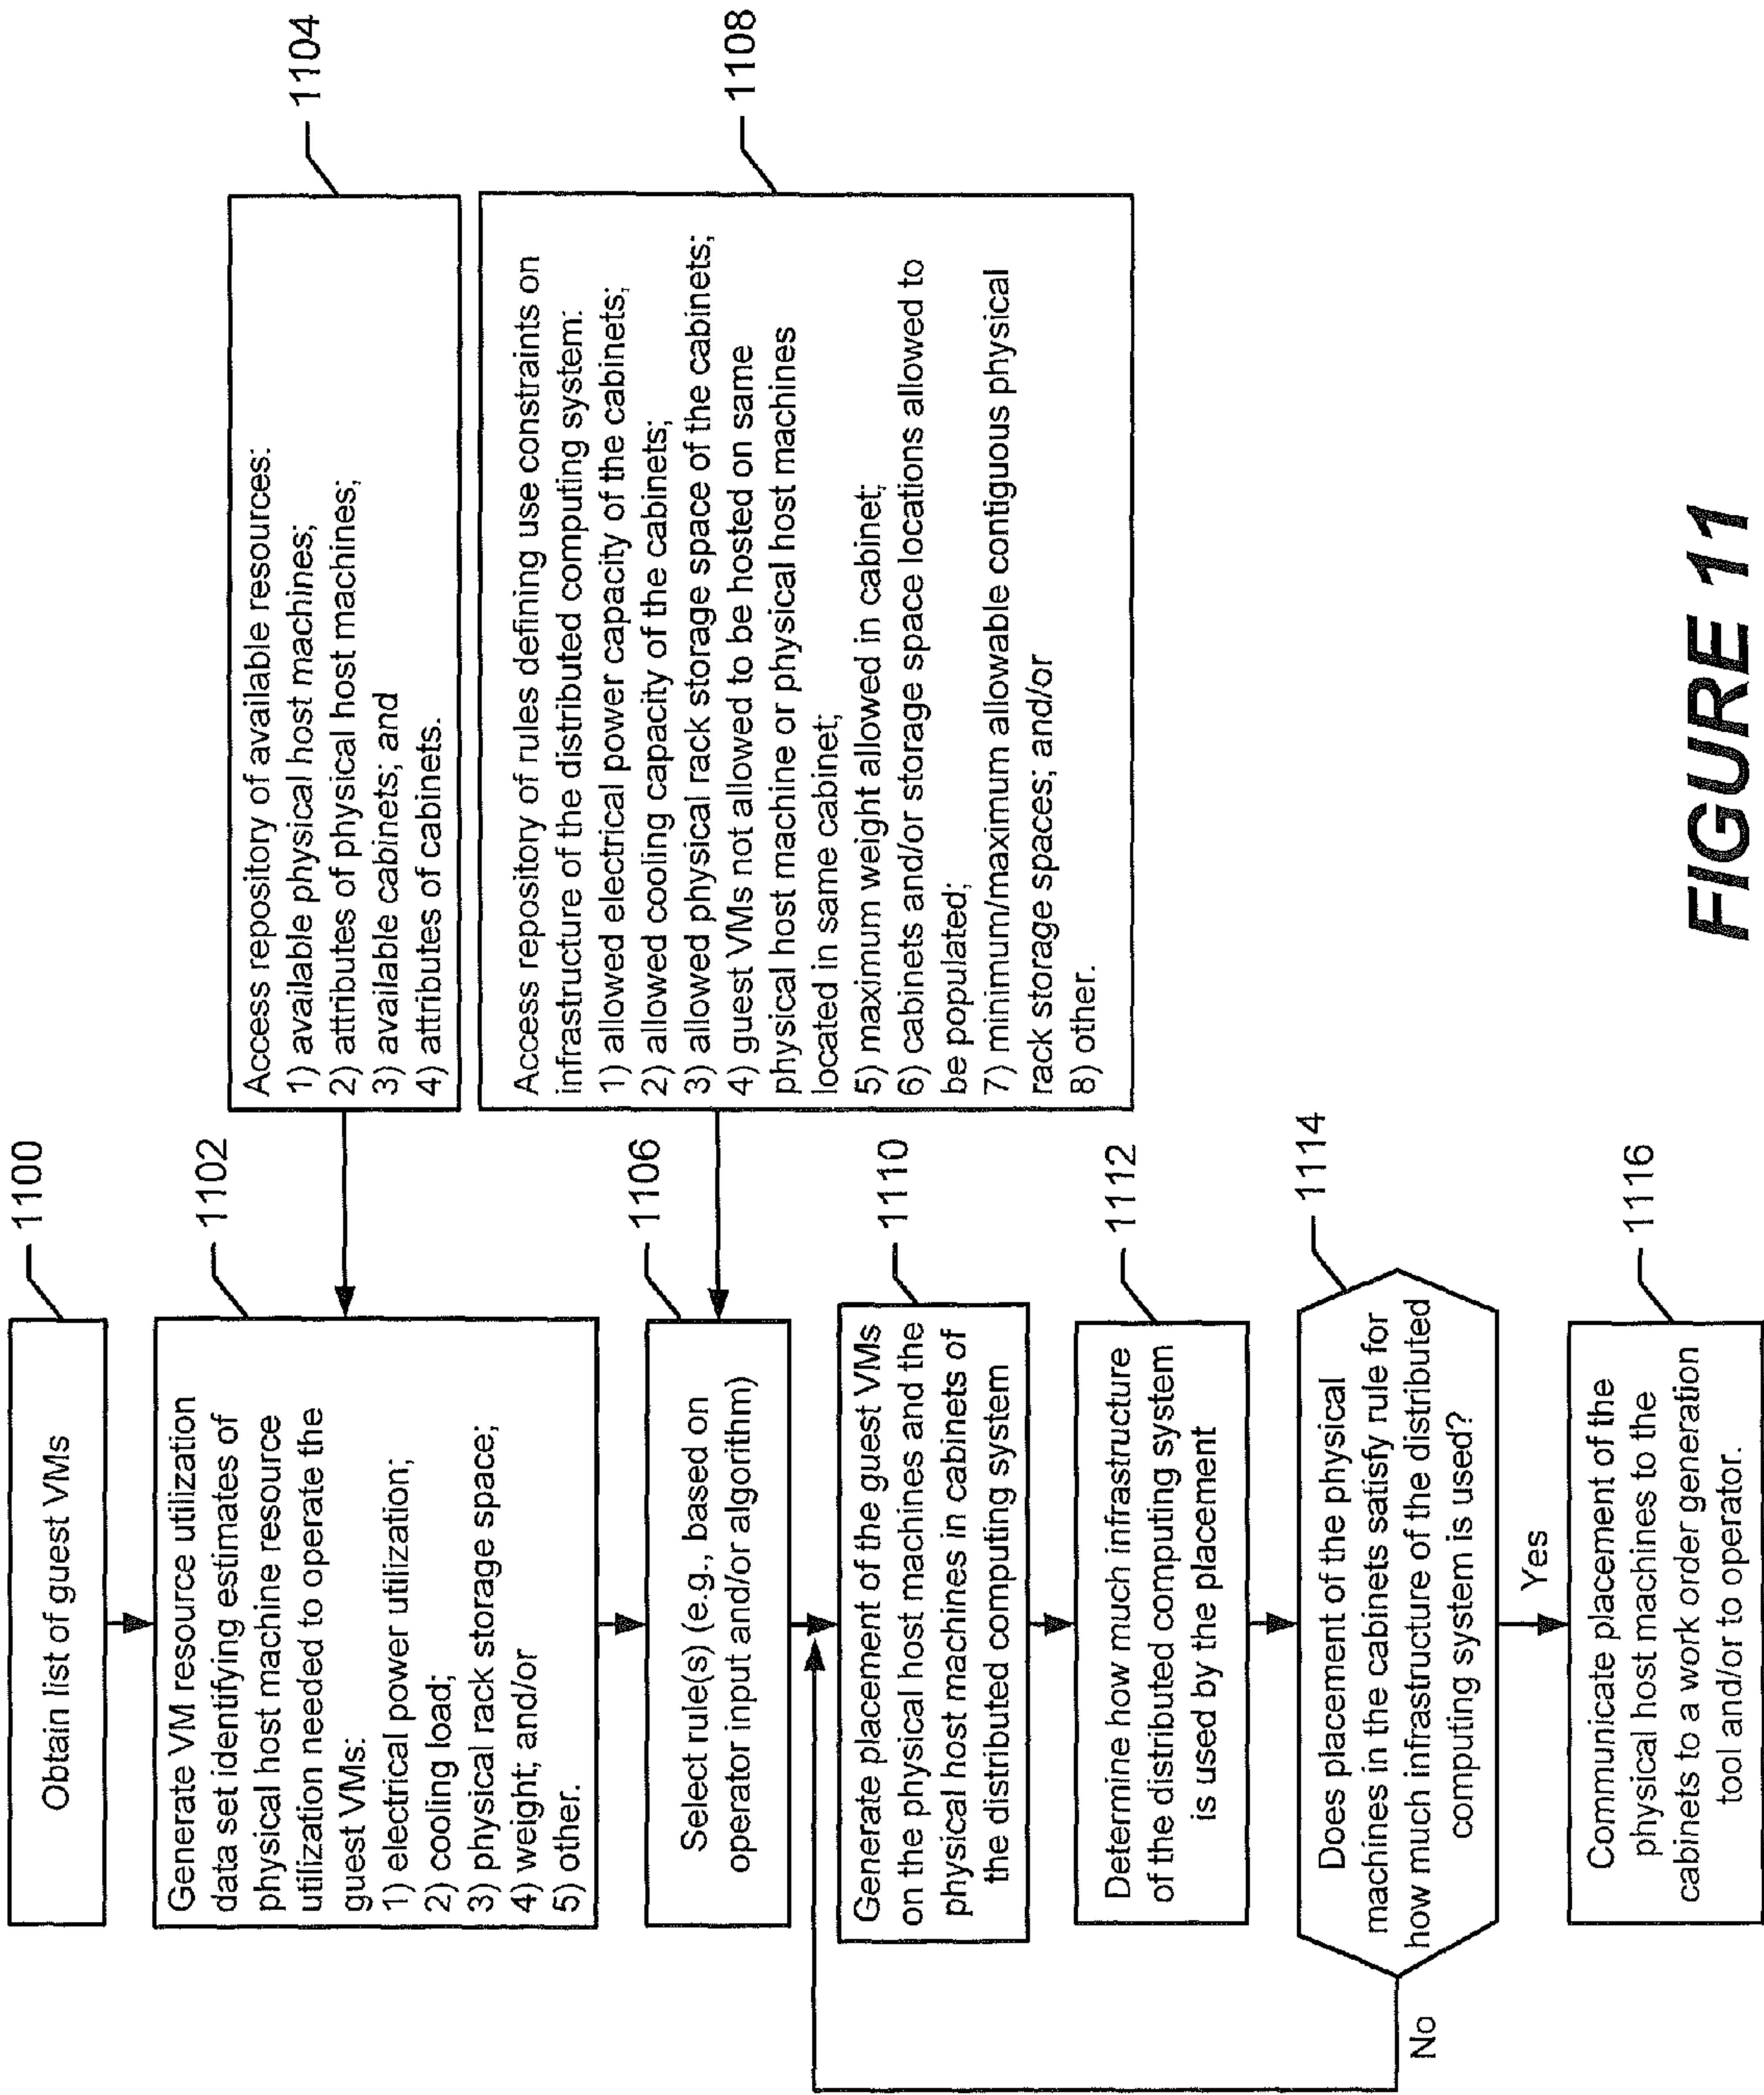 1100
Obtain list of guest VMs
1102
Generate VM resource utilization
data set identifying estimates of
physical host machine resource
utilization needed to operate the
guest VMs:
1) electrical power utilization;
2) cooling load;
3) physical rack storage space;
4) weight; and/or
5) other.
1104
Access repository of available resources:
1) available physical host machines;
2) attributes of physical host machines;
3) available cabinets; and
4) attributes of cabinets.
1106
Select rule(s) (e.g., based on
operator input and/or algorithm)
1108
Access repository of rules defining use constraints on
infrastructure of the distributed computing system:
1) allowed electrical power capacity of the cabinets;
2) allowed cooling capacity of the cabinets;
3) allowed physical rack storage space of the cabinets;
4) guest VMs not allowed to be hosted on same
physical host machine or physical host machines
located in same cabinet;
5) maximum weight allowed in cabinet;
6) cabinets and/or storage space locations allowed to
be populated;
7) minimum/maximum allowable contiguous physical
rack storage spaces; and/or
8) other.
1110
Generate placement of the guest VMs
on the physical host machines and the
physical host machines in cabinets of
the distributed computing system
1112
Determine how much infrastructure
of the distributed computing system
is used by the placement
1114
Does placement of the physical
machines in the cabinets satisfy rule for
how much infrastructure of the distributed
computing system is used?
No
Yes
1116
Communicate placement of the
physical host machines to the
cabinets to a work order generation
tool and/or to operator.
FIGURE 11